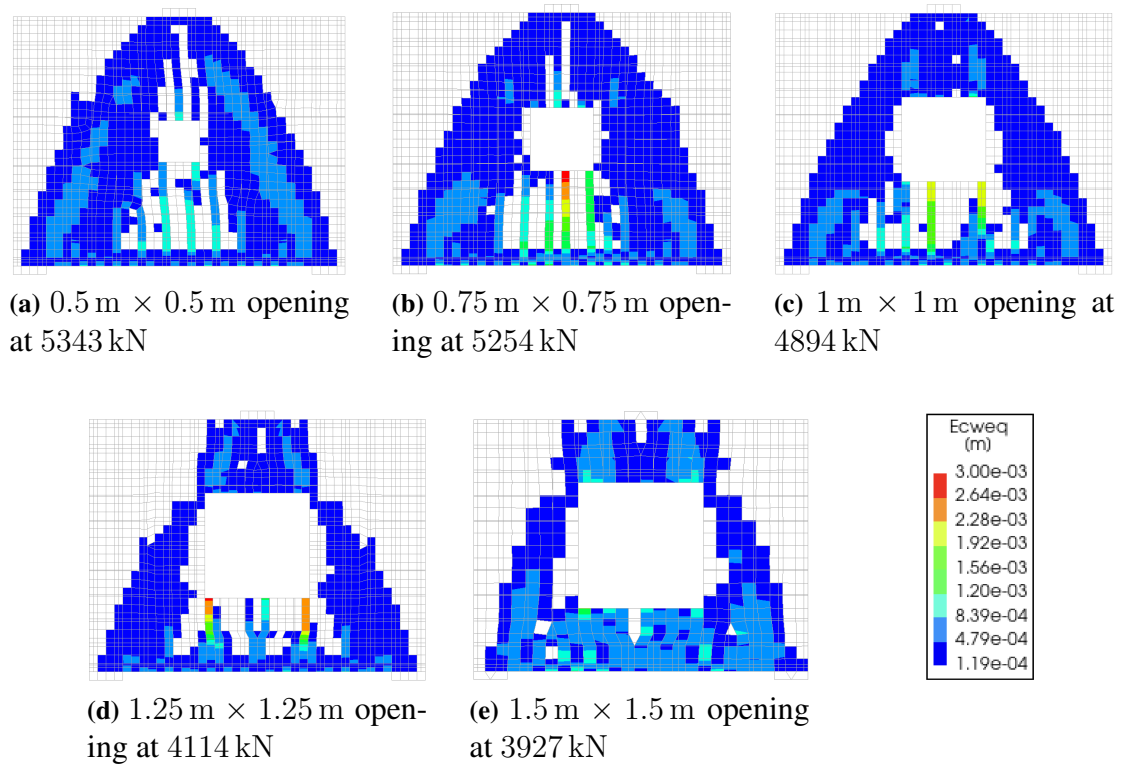 (a) 0.5 m × 0.5 m opening
at 5343 kN
(b) 0.75 m × 0.75 m open-
ing at 5254 kN
(c) 1 m × 1 m opening at
4894 kN
Ecweq
(m)
3.00e-03
2.64e-03
2.28e-03
1.92e-03
1.56e-03
1.20e-03
8.39e-04
4.79e-04
1.19e-04
(d) 1.25 m × 1.25 m open-
ing at 4114 kN
(e) 1.5 m × 1.5 m opening
at 3927 kN